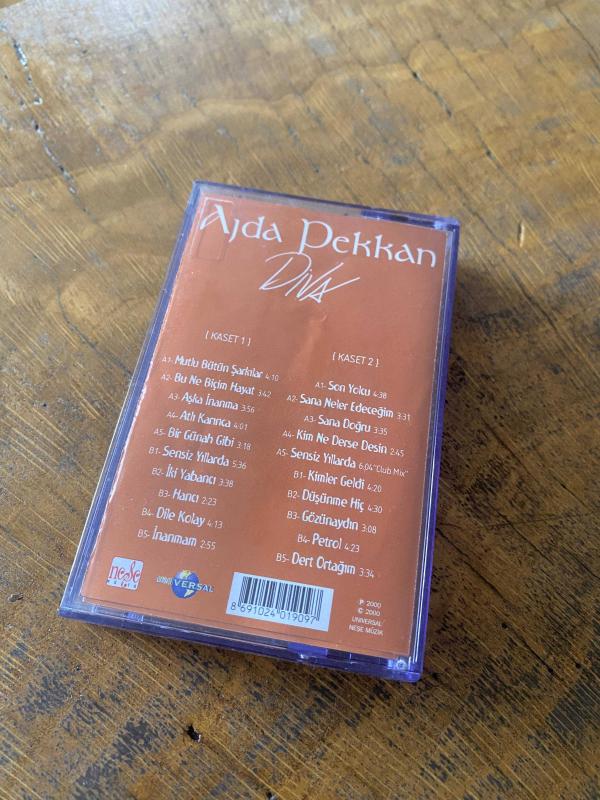 Ajda Pekkan
DİVA
[ KASET 1 ]
A1- Mutlu Bütün Şarkılar 4:10
A2- Bu Ne Biçim Hayat 3:42
A3- Aşka İnanma 3:56
A4- Atlı Karınca 4:01
A5- Bir Günah Gibi 3:18
B1- Sensiz Yıllarda 5:36
B2- İki Yabancı 3:38
B3- Hancı 2:23
B4- Dile Kolay 4:13
B5- İnanmam 2:55
[ KASET 2 ]
A1- Son Yolcu 4:38
A2- Sana Neler Edeceğim 3:31
A3- Sana Doğru 3:35
A4- Kim Ne Derse Desin 2:45
A5- Sensiz Yıllarda 6:04 "Club Mix"
B1- Kimler Geldi 4:20
B2- Düşünme Hiç 4:30
B3- Gözünaydın 3:08
B4- Petrol 4:23
B5- Dert Ortağım 3:34
neşe
müzik
UNIVERSAL
8 691024 019097
℗ 2000
© 2000
UNIVERSAL
NEŞE MÜZİK